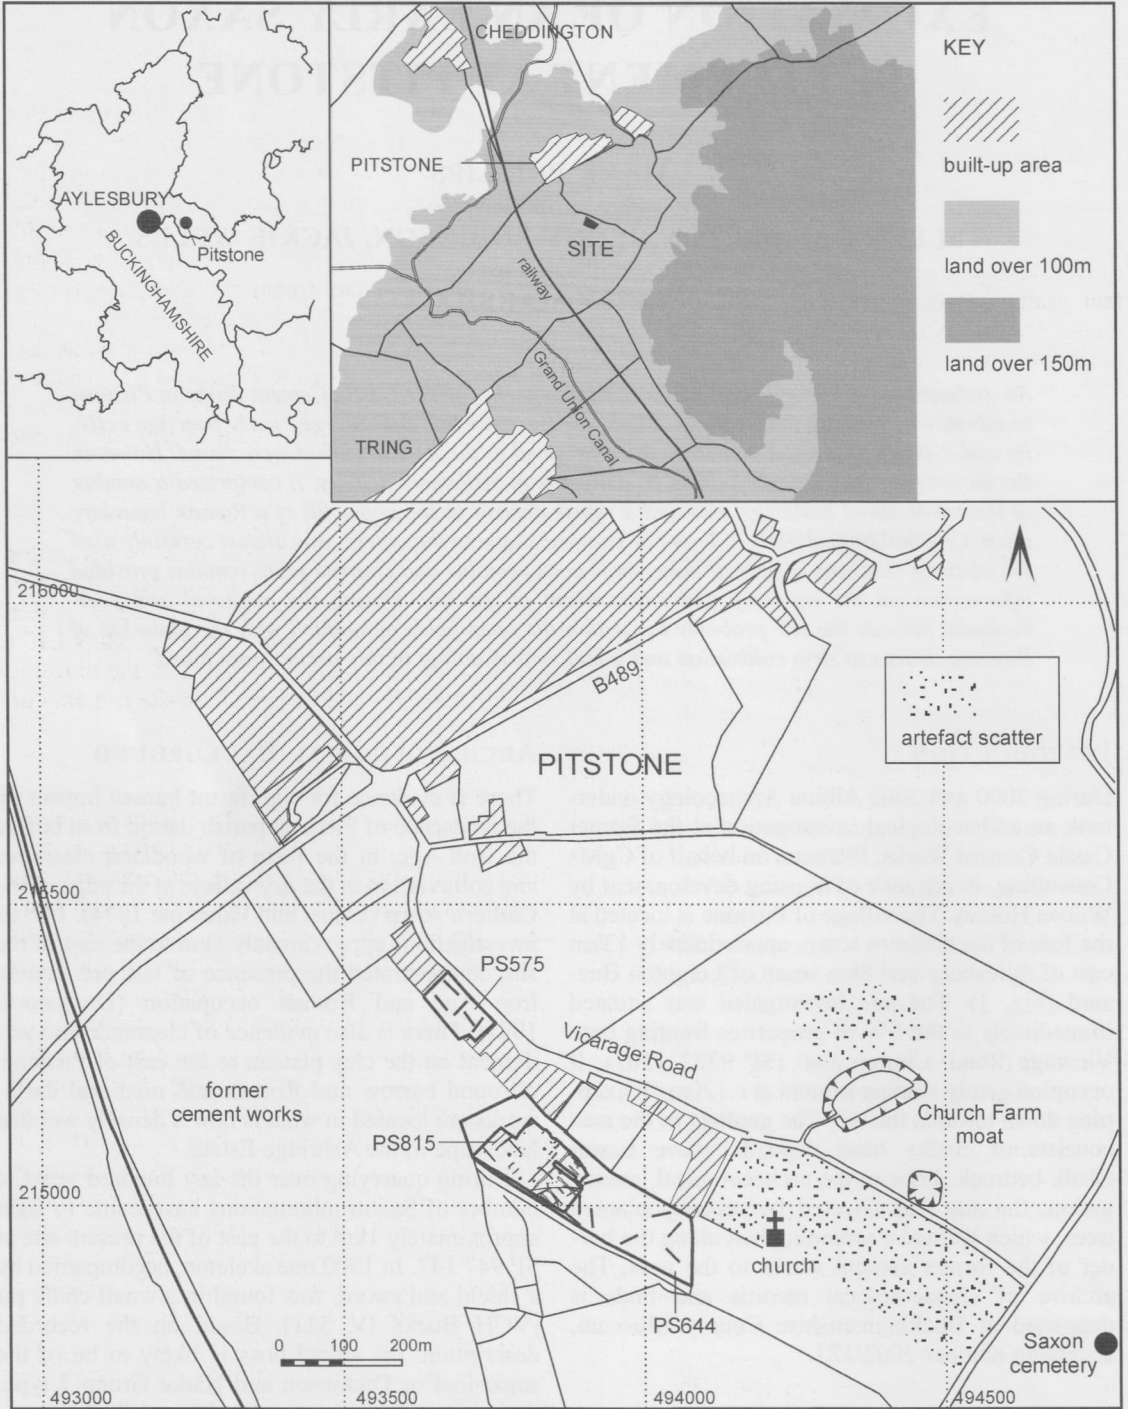 AYLESBURY
Pitstone
BUCKINGHAMSHIRE
CHEDDINGTON
PITSTONE
SITE
railway
Grand Union Canal
TRING
KEY
built-up area
land over 100m
land over 150m
216000
B489
artefact scatter
PITSTONE
215500
PS575
Vicarage Road
former
cement works
Church Farm
moat
PS815
215000
church
PS644
Saxon
cemetery
0 100 200m
493000
493500
494000
494500